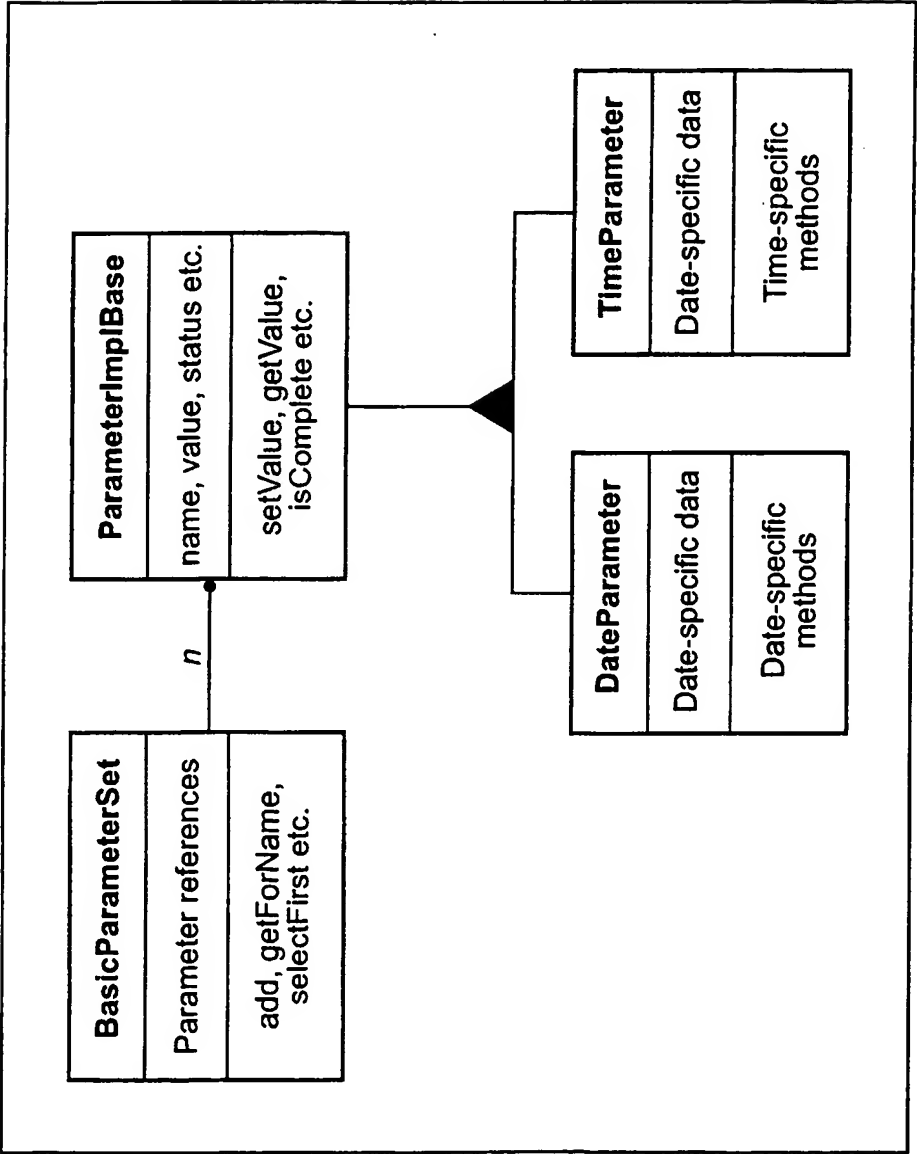 BasicParameterSet
Parameter references
add, getForName,
selectFirst etc.
n
ParameterImplBase
name, value, status etc.
setValue, getValue,
isComplete etc.
DateParameter
Date-specific data
Date-specific
methods
TimeParameter
Date-specific data
Time-specific
methods